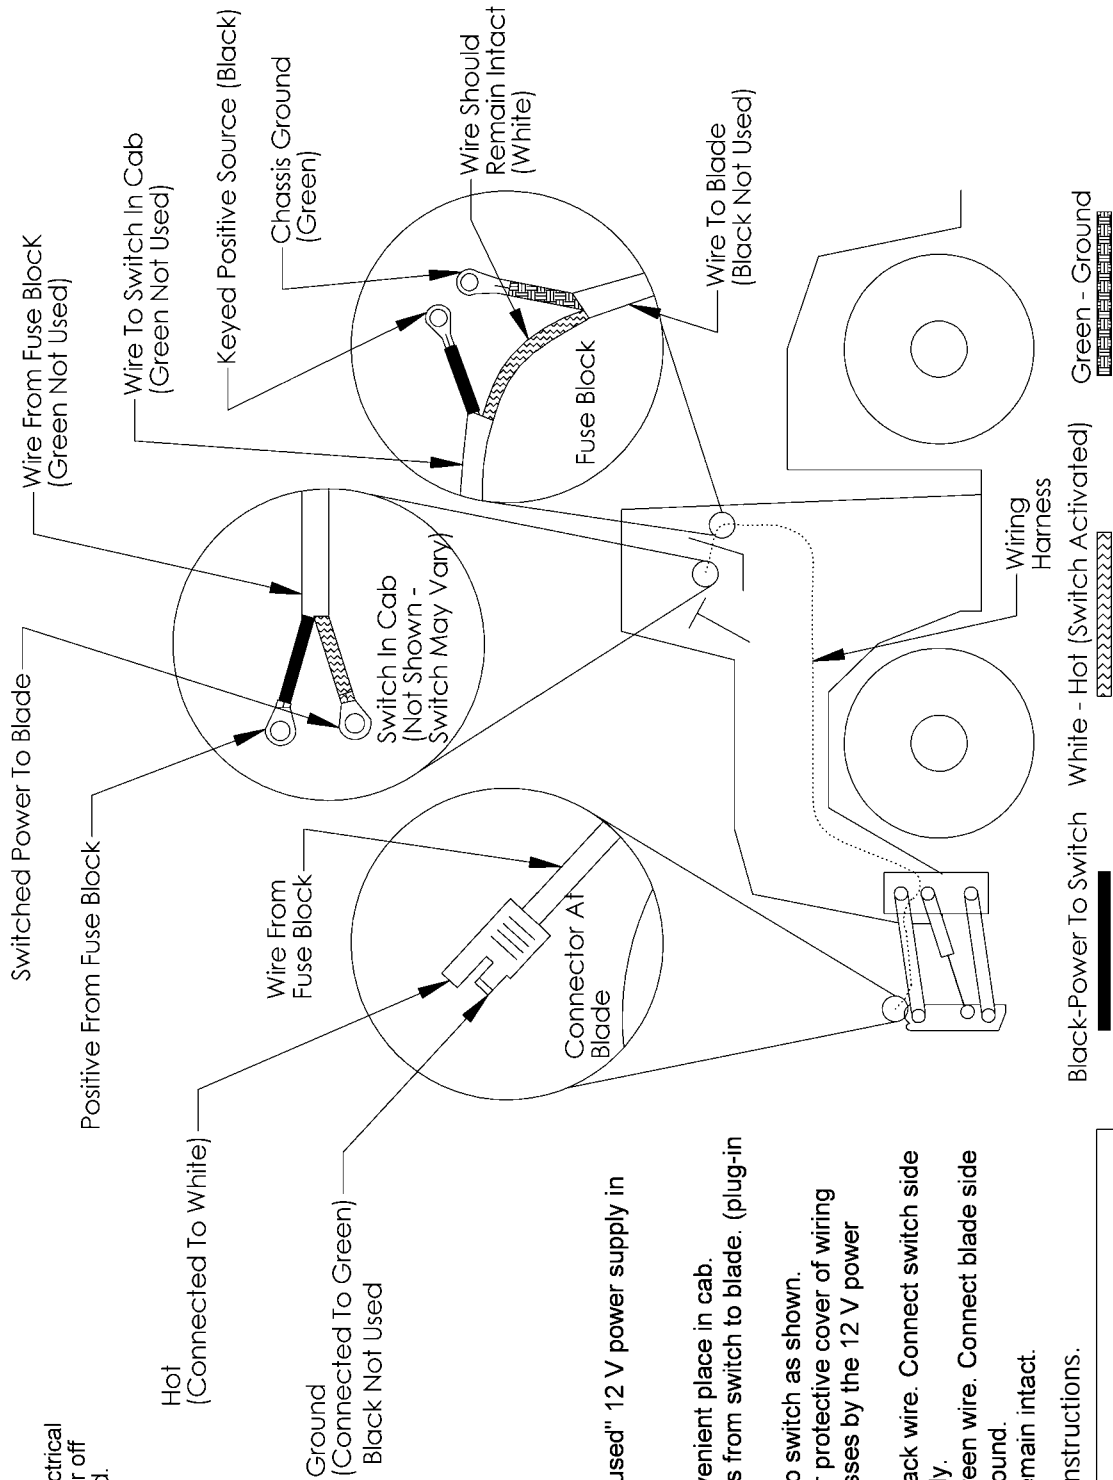 ctrical
r off
d.
Hot
(Connected To White)
Ground
(Connected To Green)
Black Not Used
used" 12 V power supply in
venient place in cab.
s from switch to blade. (plug-in
o switch as shown.
r protective cover of wiring
sses by the 12 V power
ack wire. Connect switch side
ly.
een wire. Connect blade side
ound.
emain intact.
nstructions.
Switched Power To Blade
Positive From Fuse Block
Wire From
Fuse Block
Connector At
Blade
Wire From Fuse Block
(Green Not Used)
Wire To Switch In Cab
(Green Not Used)
Keyed Positive Source (Black)
Chassis Ground
(Green)
Wire Should
Remain Intact
(White)
Wire To Blade
(Black Not Used)
Switch In Cab
(Not Shown -
Switch May Vary)
Fuse Block
Wiring
Harness
Black-Power To Switch
White - Hot (Switch Activated)
Green - Ground